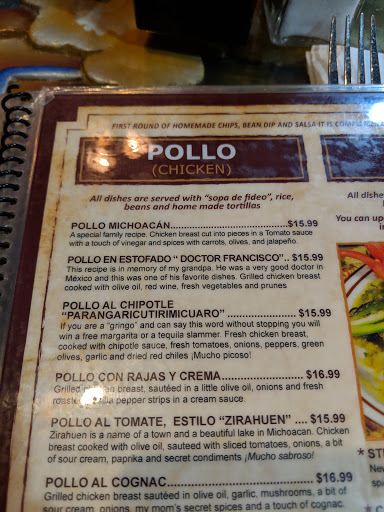 FIRST ROUND OF HOMEMADE CHIPS, BEAN DIP AND SALSA IT IS
POLLO
(CHICKEN)
All dishes are served with "sopa de fideo", rice,
beans and home made tortillas
POLLO MICHOACÁN..........................................$15.99
A special family recipe. Chicken breast cut into pieces in a Tomato sauce
with a touch of vinegar and spices with carrots, olives, and jalapeño.
POLLO EN ESTOFADO " DOCTOR FRANCISCO".. $15.99
This recipe is in memory of my grandpa. He was a very good doctor in
México and this was one of his favorite dishes. Grilled chicken breast
cooked with olive oil, red wine, fresh vegetables and prunes
POLLO AL CHIPOTLE
"PARANGARICUTIRIMICUARO" ...................... $15.99
If you are a "gringo" and can say this word without stopping you will
win a free margarita or a tequila slammer. Fresh chicken breast,
cooked with chipotle sauce, fresh tomatoes, onions, peppers, green
olives, garlic and dried red chiles ¡Mucho picoso!
POLLO CON RAJAS Y CREMA............................$16.99
Grilled chicken breast, sautéed in a little olive oil, onions and fresh
pepper strips in a cream sauce.
POLLO AL TOMATE, ESTILO "ZIRAHUEN" .... $15.99
Zirahuen is a name of a town and a beautiful lake in Michoacan. Chicken
breast cooked with olive oil, sautéed with sliced tomatoes, onions, a bit
of sour cream, paprika and secret condiments ¡Mucho sabroso!
POLLO AL COGNAC.......................................$16.99
Grilled chicken breast sautéed in olive oil, garlic, mushrooms, a bit of
sour cream, onions, my mom's secret spices and a touch of cognac.
All dishe
You can up
in